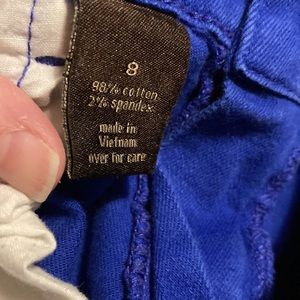 8
98% cotton
2% spandex
made in
Vietnam
over for care